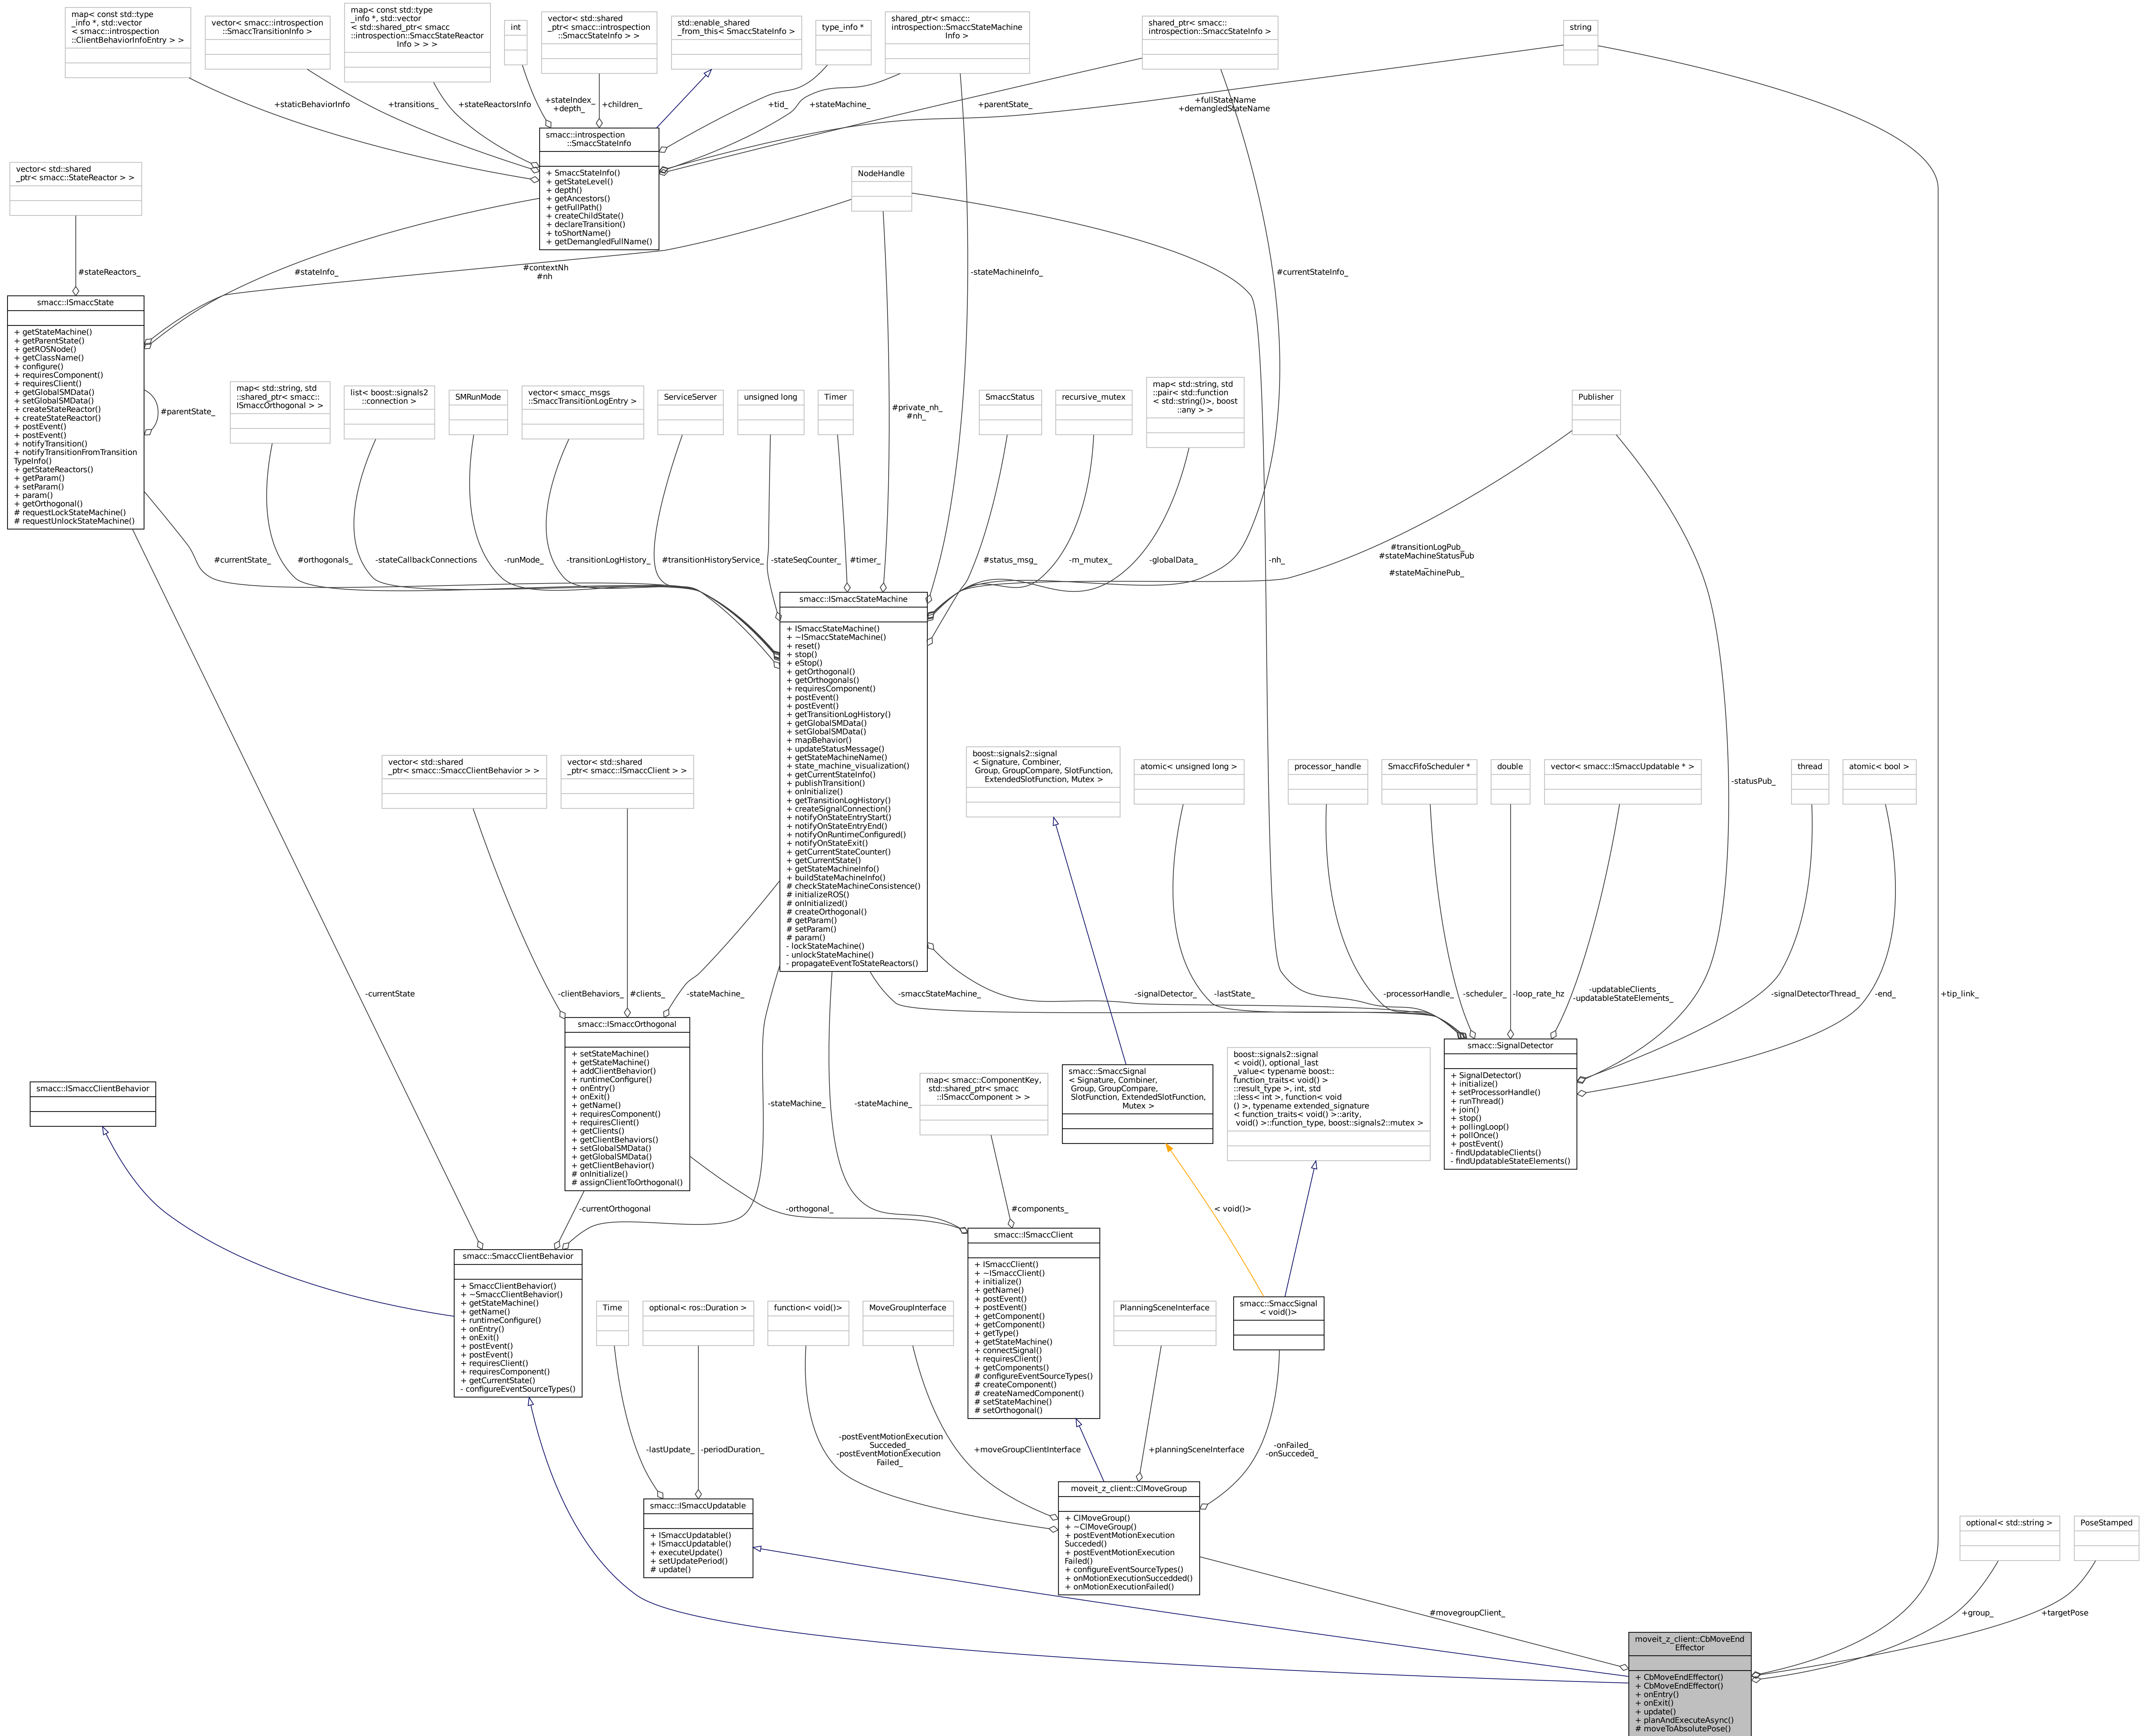 map< const std::type
_info *, std::vector
< smacc::introspection
::ClientBehaviorInfoEntry > >
vector< smacc::introspection
::SmaccTransitionInfo >
map< const std::type
_info *, std::vector
< std::shared_ptr< smacc
::introspection::SmaccStateReactor
Info > > >
int
vector< std::shared
_ptr< smacc::introspection
::SmaccStateInfo > >
std::enable_shared
_from_this< SmaccStateInfo >
type_info *
shared_ptr< smacc::
introspection::SmaccStateMachine
Info >
shared_ptr< smacc::
introspection::SmaccStateInfo >
string
+staticBehaviorInfo
+transitions_
+stateReactorsInfo
+stateIndex_
+depth_
+children_
+tid_
+stateMachine_
+parentState_
+fullStateName
+demangledStateName
smacc::introspection
::SmaccStateInfo
+ SmaccStateInfo()
+ getStateLevel()
+ depth()
+ getAncestors()
+ getFullPath()
+ createChildState()
+ declareTransition()
+ toShortName()
+ getDemangledFullName()
vector< std::shared
_ptr< smacc::StateReactor > >
NodeHandle
#stateReactors_
#stateInfo_
#contextNh
#nh
-stateMachineInfo_
#currentStateInfo_
smacc::ISmaccState
+ getStateMachine()
+ getParentState()
+ getROSNode()
+ getClassName()
+ configure()
+ requiresComponent()
+ requiresClient()
+ getGlobalSMData()
+ setGlobalSMData()
+ createStateReactor()
+ createStateReactor()
+ postEvent()
+ postEvent()
+ notifyTransition()
+ notifyTransitionFromTransition
TypeInfo()
+ getStateReactors()
+ getParam()
+ setParam()
+ param()
+ getOrthogonal()
# requestLockStateMachine()
# requestUnlockStateMachine()
#parentState_
map< std::string, std
::shared_ptr< smacc::
ISmaccOrthogonal > >
list< boost::signals2
::connection >
SMRunMode
vector< smacc_msgs
::SmaccTransitionLogEntry >
ServiceServer
unsigned long
Timer
#private_nh_
#nh_
SmaccStatus
recursive_mutex
map< std::string, std
::pair< std::function
< std::string()>, boost
::any > >
Publisher
#currentState_
#orthogonals_
-stateCallbackConnections
-runMode_
-transitionLogHistory_
#transitionHistoryService_
-stateSeqCounter_
#timer_
#status_msg_
-m_mutex_
-globalData_
-nh_
#transitionLogPub_
#stateMachineStatusPub
_
#stateMachinePub_
smacc::ISmaccStateMachine
+ ISmaccStateMachine()
+ ~ISmaccStateMachine()
+ reset()
+ stop()
+ eStop()
+ getOrthogonal()
+ getOrthogonals()
+ requiresComponent()
+ postEvent()
+ postEvent()
+ getTransitionLogHistory()
+ getGlobalSMData()
+ setGlobalSMData()
+ mapBehavior()
+ updateStatusMessage()
+ getStateMachineName()
+ state_machine_visualization()
+ getCurrentStateInfo()
+ publishTransition()
+ onInitialize()
+ getTransitionLogHistory()
+ createSignalConnection()
+ notifyOnStateEntryStart()
+ notifyOnStateEntryEnd()
+ notifyOnRuntimeConfigured()
+ notifyOnStateExit()
+ getCurrentStateCounter()
+ getCurrentState()
+ getStateMachineInfo()
+ buildStateMachineInfo()
# checkStateMachineConsistence()
# initializeROS()
# onInitialized()
# createOrthogonal()
# getParam()
# setParam()
# param()
- lockStateMachine()
- unlockStateMachine()
- propagateEventToStateReactors()
vector< std::shared
_ptr< smacc::SmaccClientBehavior > >
vector< std::shared
_ptr< smacc::ISmaccClient > >
boost::signals2::signal
< Signature, Combiner,
Group, GroupCompare, SlotFunction,
ExtendedSlotFunction, Mutex >
atomic< unsigned long >
processor_handle
SmaccFifoScheduler *
double
vector< smacc::ISmaccUpdatable * >
thread
atomic< bool >
-statusPub_
-currentState
-clientBehaviors_
#clients_
-stateMachine_
-smaccStateMachine_
-signalDetector_
-lastState_
-processorHandle_
-scheduler_
-loop_rate_hz
-updatableClients_
-updatableStateElements_
-signalDetectorThread_
-end_
+tip_link_
smacc::ISmaccOrthogonal
+ setStateMachine()
+ getStateMachine()
+ addClientBehavior()
+ runtimeConfigure()
+ onEntry()
+ onExit()
+ getName()
+ requiresComponent()
+ requiresClient()
+ getClients()
+ getClientBehaviors()
+ setGlobalSMData()
+ getGlobalSMData()
+ getClientBehavior()
# onInitialize()
# assignClientToOrthogonal()
smacc::SignalDetector
+ SignalDetector()
+ initialize()
+ setProcessorHandle()
+ runThread()
+ join()
+ stop()
+ pollingLoop()
+ pollOnce()
+ postEvent()
- findUpdatableClients()
- findUpdatableStateElements()
smacc::ISmaccClientBehavior
-stateMachine_
-stateMachine_
map< smacc::ComponentKey,
std::shared_ptr< smacc
::ISmaccComponent > >
smacc::SmaccSignal
< Signature, Combiner,
Group, GroupCompare,
SlotFunction, ExtendedSlotFunction,
Mutex >
boost::signals2::signal
< void(), optional_last
_value< typename boost::
function_traits< void() >
::result_type >, int, std
::less< int >, function< void
() >, typename extended_signature
< function_traits< void() >::arity,
void() >::function_type, boost::signals2::mutex >
-currentOrthogonal
-orthogonal_
#components_
< void()>
smacc::SmaccClientBehavior
+ SmaccClientBehavior()
+ ~SmaccClientBehavior()
+ getStateMachine()
+ getName()
+ runtimeConfigure()
+ onEntry()
+ onExit()
+ postEvent()
+ postEvent()
+ requiresClient()
+ requiresComponent()
+ getCurrentState()
- configureEventSourceTypes()
smacc::ISmaccClient
+ ISmaccClient()
+ ~ISmaccClient()
+ initialize()
+ getName()
+ postEvent()
+ postEvent()
+ getComponent()
+ getComponent()
+ getType()
+ getStateMachine()
+ connectSignal()
+ requiresClient()
+ getComponents()
# configureEventSourceTypes()
# createComponent()
# createNamedComponent()
# setStateMachine()
# setOrthogonal()
Time
optional< ros::Duration >
function< void()>
MoveGroupInterface
PlanningSceneInterface
smacc::SmaccSignal
< void()>
-lastUpdate_
-periodDuration_
-postEventMotionExecution
Succeded_
-postEventMotionExecution
Failed_
+moveGroupClientInterface
+planningSceneInterface
-onFailed_
-onSucceded_
smacc::ISmaccUpdatable
+ ISmaccUpdatable()
+ ISmaccUpdatable()
+ executeUpdate()
+ setUpdatePeriod()
# update()
moveit_z_client::ClMoveGroup
+ ClMoveGroup()
+ ~ClMoveGroup()
+ postEventMotionExecution
Succeded()
+ postEventMotionExecution
Failed()
+ configureEventSourceTypes()
+ onMotionExecutionSuccedded()
+ onMotionExecutionFailed()
optional< std::string >
PoseStamped
#movegroupClient_
+group_
+targetPose
moveit_z_client::CbMoveEnd
Effector
+ CbMoveEndEffector()
+ CbMoveEndEffector()
+ onEntry()
+ onExit()
+ update()
+ planAndExecuteAsync()
# moveToAbsolutePose()